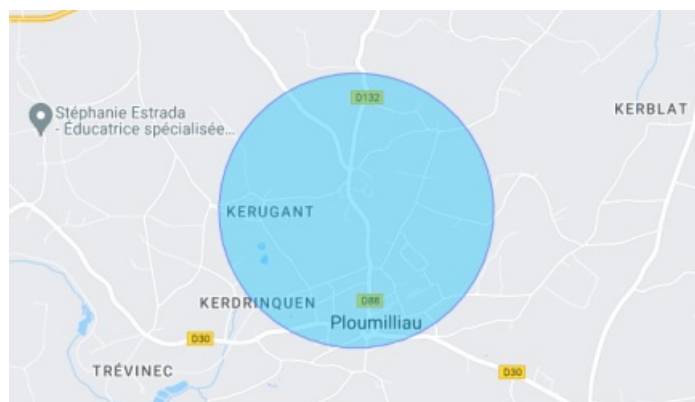 D132
Stéphanie Estrada
- Éducatrice spécialisée...
KERBLAT
KERUGANT
KERDRINQUEN
D88
Ploumilliau
D30
TRÉVINEC
D30